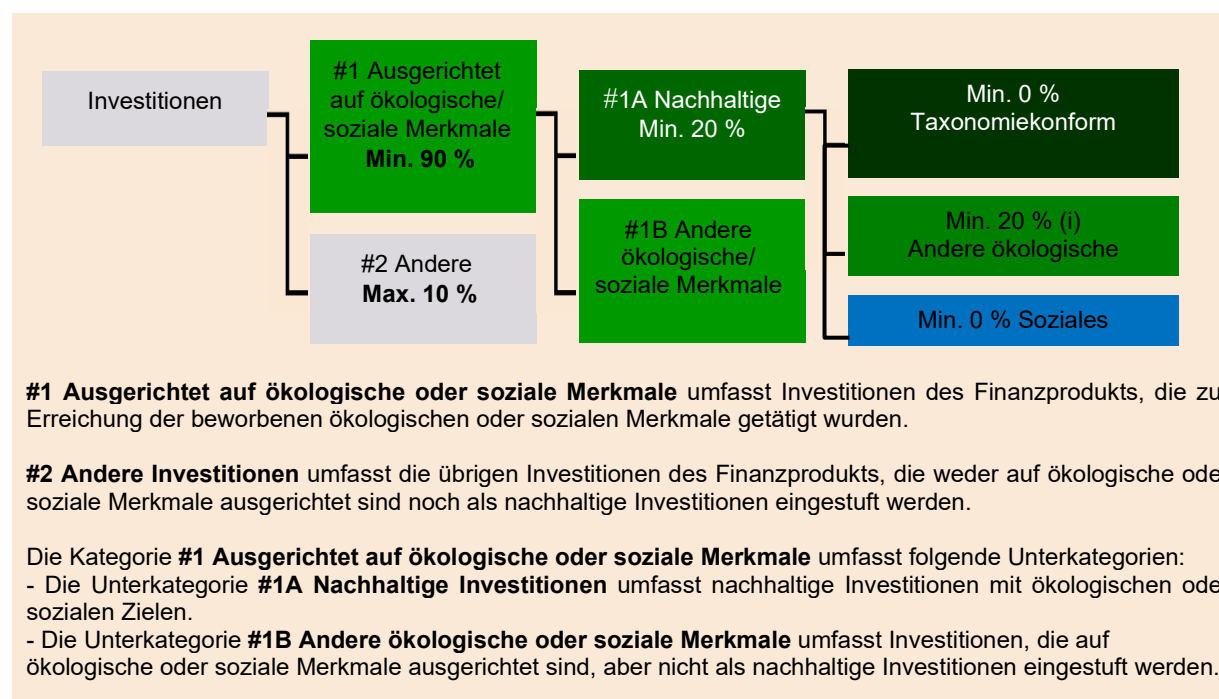 Investitionen
#1 Ausgerichtet
auf ökologische/
soziale Merkmale
Min. 90 %
#2 Andere
Max. 10 %
#1A Nachhaltige
Min. 20 %
#1B Andere
ökologische/
soziale Merkmale
Min. 0 %
Taxonomiekonform
Min. 20 % (i)
Andere ökologische
Min. 0 % Soziales
#1 Ausgerichtet auf ökologische oder soziale Merkmale umfasst Investitionen des Finanzprodukts, die zu
Erreichung der beworbenen ökologischen oder sozialen Merkmale getätigt wurden.
#2 Andere Investitionen umfasst die übrigen Investitionen des Finanzprodukts, die weder auf ökologische ode
soziale Merkmale ausgerichtet sind noch als nachhaltige Investitionen eingestuft werden.
Die Kategorie #1 Ausgerichtet auf ökologische oder soziale Merkmale umfasst folgende Unterkategorien:
- Die Unterkategorie #1A Nachhaltige Investitionen umfasst nachhaltige Investitionen mit ökologischen ode
sozialen Zielen.
- Die Unterkategorie #1B Andere ökologische oder soziale Merkmale umfasst Investitionen, die auf
ökologische oder soziale Merkmale ausgerichtet sind, aber nicht als nachhaltige Investitionen eingestuft werden.